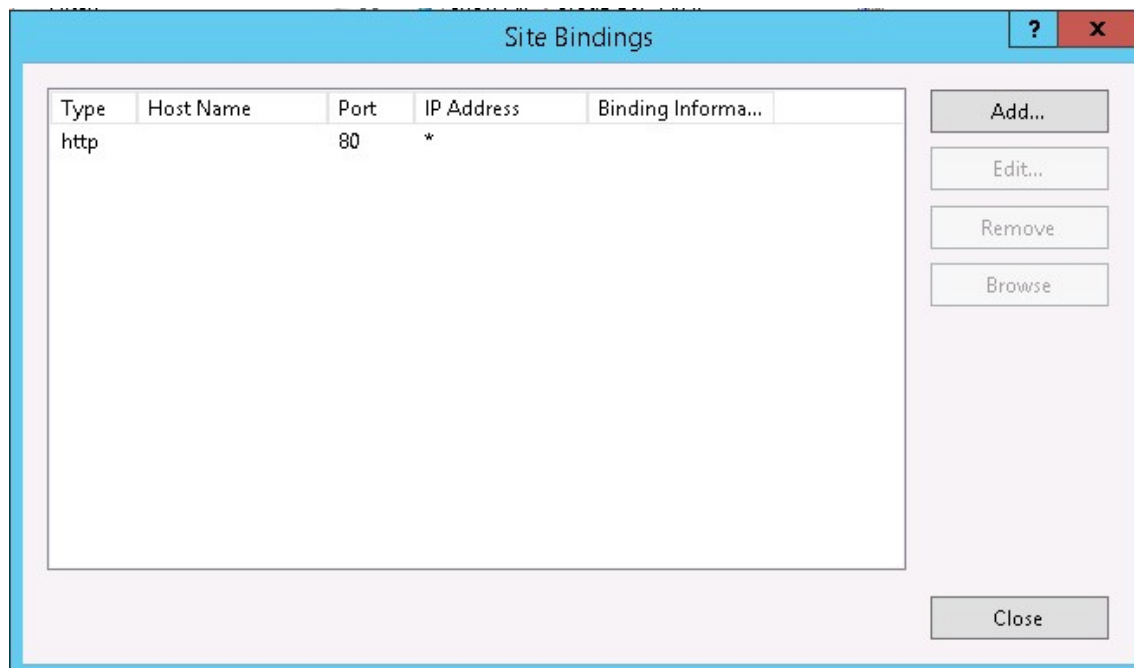 Site Bindings
?
x
Type Host Name Port IP Address Binding Informa...
http 80 *
Add...
Edit...
Remove
Browse
Close